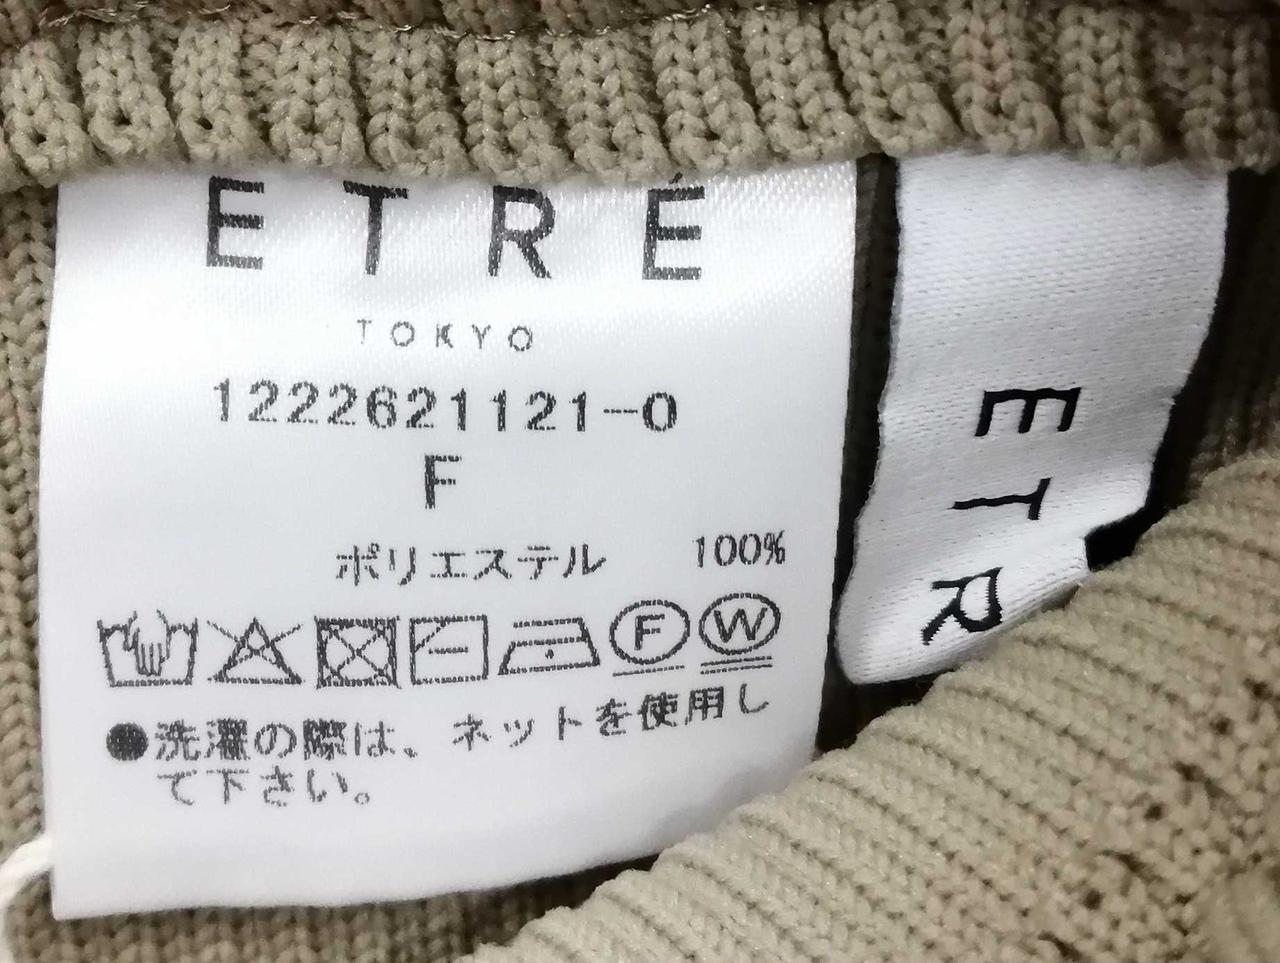 ETRÉ
TOKYO
1222621121-0
F
ポリエステル 100%
F W
●洗濯の際は、ネットを使用し
て下さい。
ETR